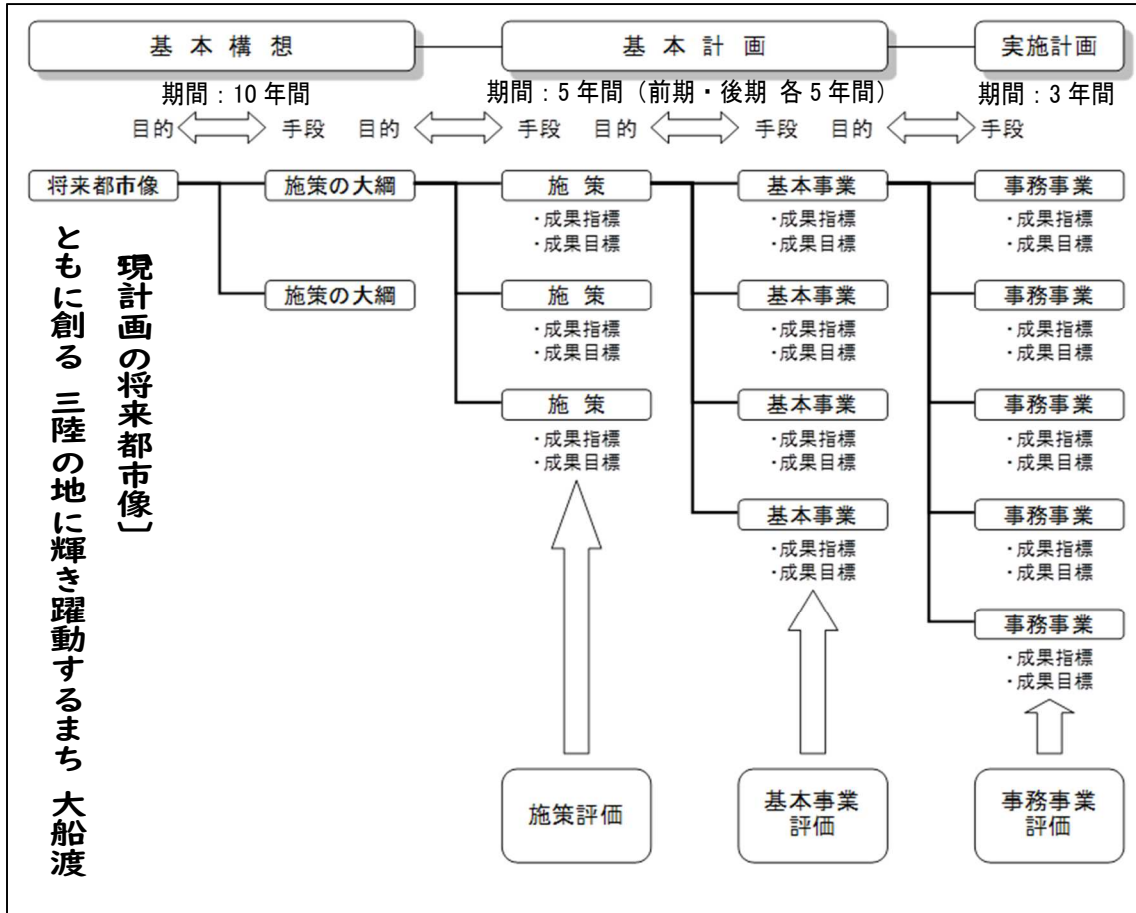 基本構想
基本計画
実施計画
期間：10年間
期間：5年間（前期・後期 各5年間）
期間：3年間
目的
手段
目的
手段
目的
手段
目的
手段
将来都市像
施策の大綱
施策
基本事業
事務事業
・成果指標
・成果目標
・成果指標
・成果目標
・成果指標
・成果目標
施策の大綱
施策
基本事業
事務事業
・成果指標
・成果目標
・成果指標
・成果目標
・成果指標
・成果目標
施策
基本事業
事務事業
・成果指標
・成果目標
・成果指標
・成果目標
・成果指標
・成果目標
基本事業
事務事業
・成果指標
・成果目標
・成果指標
・成果目標
事務事業
・成果指標
・成果目標
〔現計画の将来都市像〕
ともに創る 三陸の地に輝き躍動するまち 大船渡
施策評価
基本事業
評価
事務事業
評価